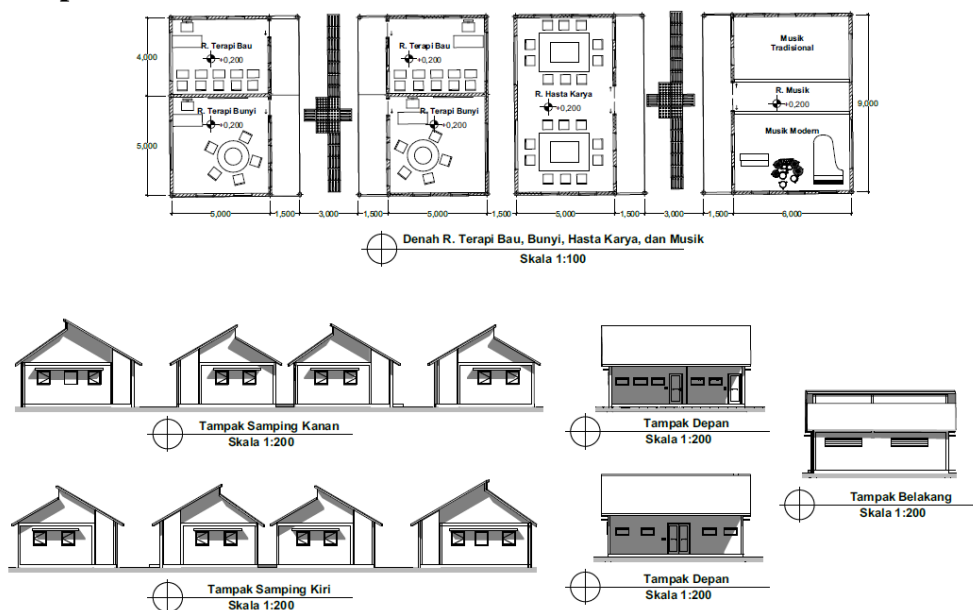 R. Terapi Bau
+0,200
R. Terapi Bau
+0,200
Musik
Tradisional
4,000
R. Hasta Karya
+0,200
R. Musik
+0,200
9,000
R. Terapi Bunyi
+0,200
R. Terapi Bunyi
+0,200
Musik Modern
5,000
5,000
1,500
3,000
1,500
5,000
1,500
5,000
1,500
3,000
1,500
6,000
Denah R. Terapi Bau, Bunyi, Hasta Karya, dan Musik
Skala 1:100
Tampak Samping Kanan
Skala 1:200
Tampak Depan
Skala 1:200
Tampak Belakang
Skala 1:200
Tampak Samping Kiri
Skala 1:200
Tampak Depan
Skala 1:200